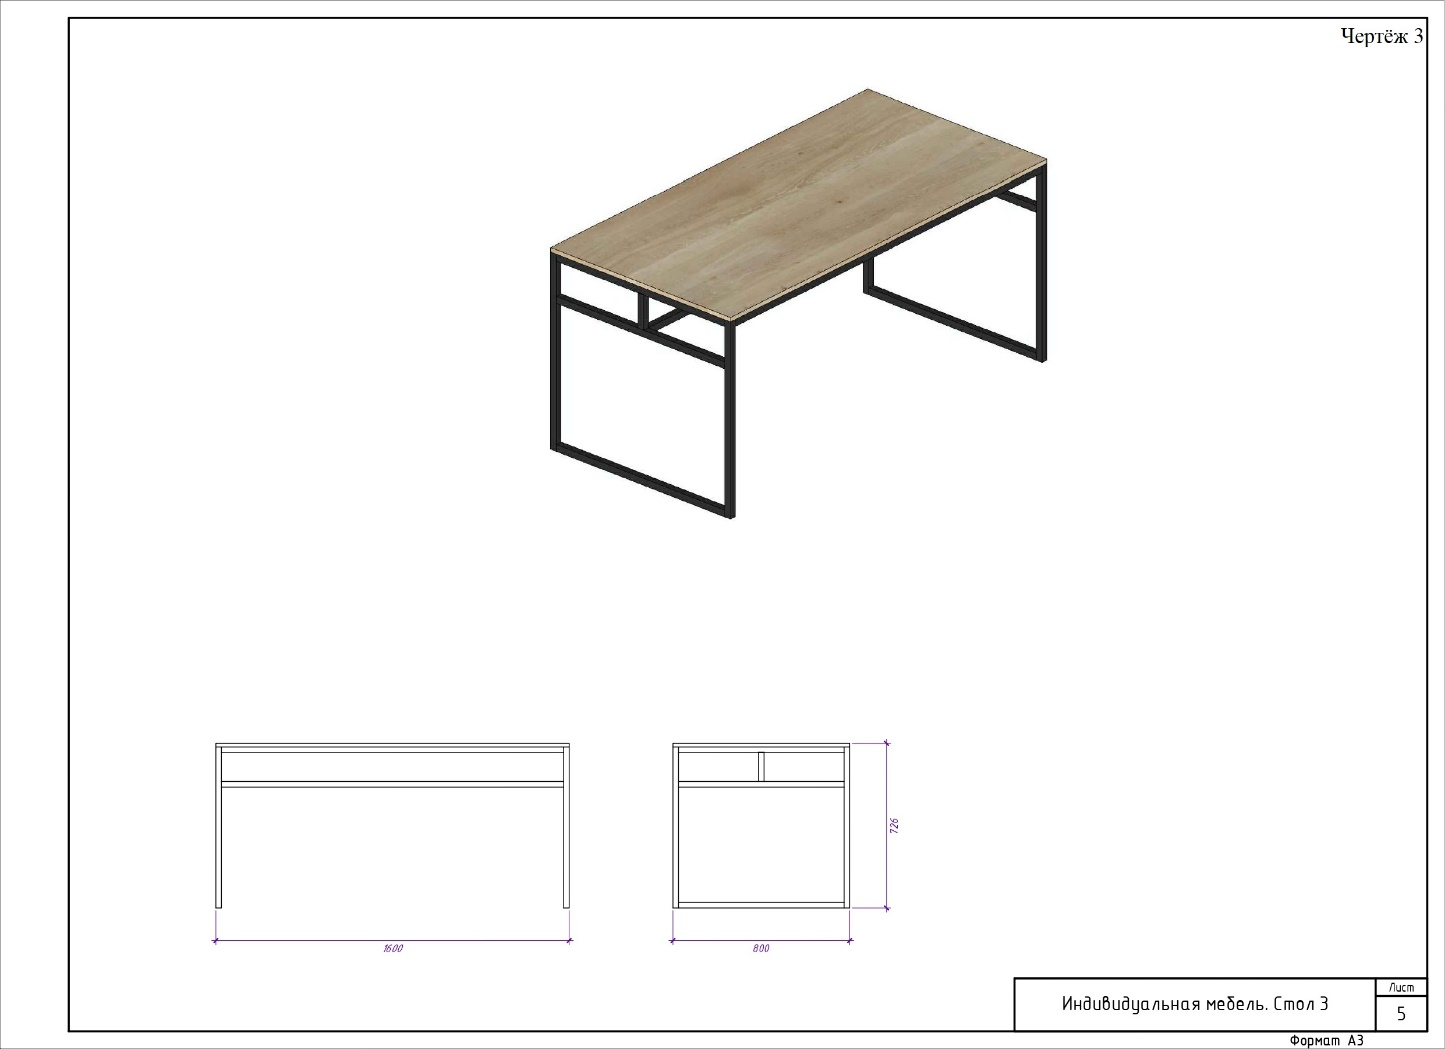 Чертёж 3
726
1600
800
Индивидуальная мебель. Стол 3
Лист
5
Формат А3